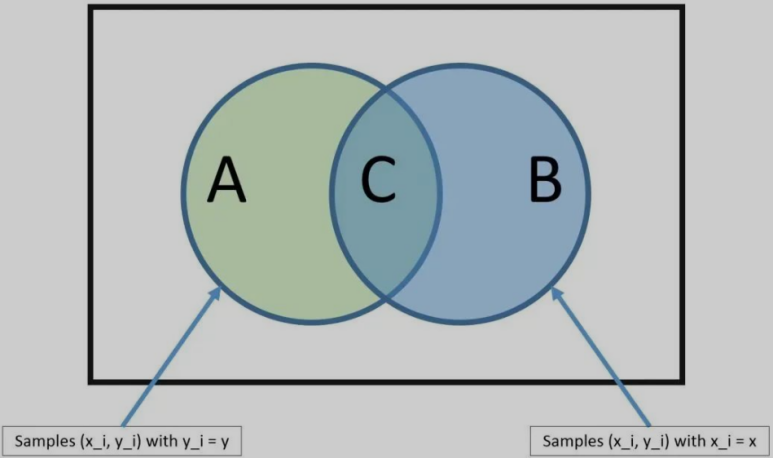 A
C
B
Samples (x_i, y_i) with y_i = y
Samples (x_i, y_i) with x_i = x